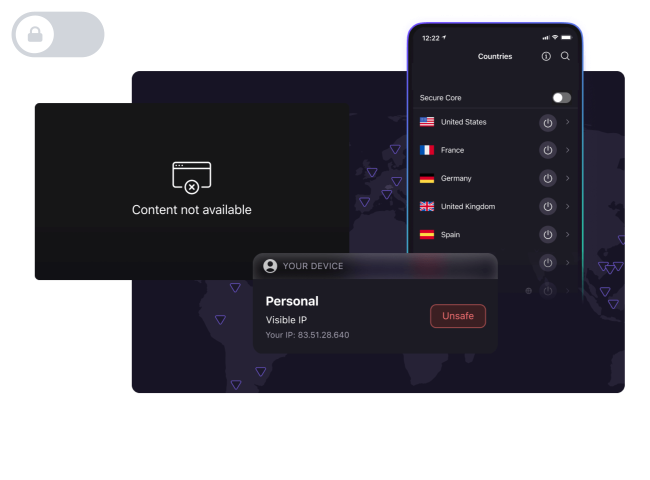 12:22
Countries
Secure Core
United States
France
Germany
United Kingdom
Spain
Content not available
YOUR DEVICE
Personal
Visible IP
Your IP: 83.51.28.640
Unsafe